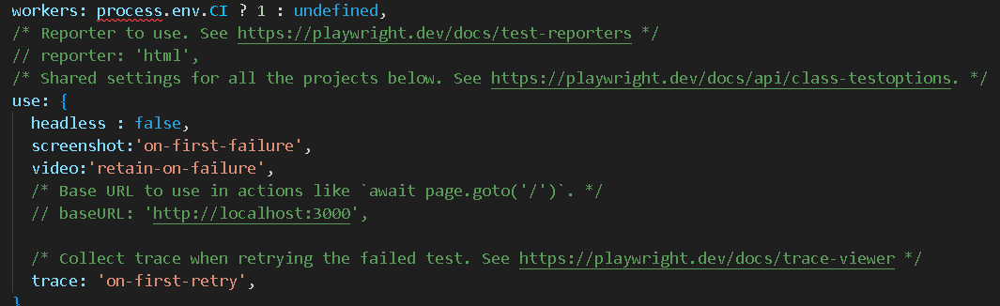 workers: process.env.CI ? 1 : undefined,
/* Reporter to use. See https://playwright.dev/docs/test-reporters */
// reporter: 'html',
/* Shared settings for all the projects below. See https://playwright.dev/docs/api/class-testoptions. */
use: {
headless : false,
screenshot:'on-first-failure',
video:'retain-on-failure',
/* Base URL to use in actions like `await page.goto('/')`. */
// baseURL: 'http://localhost:3000',
/* Collect trace when retrying the failed test. See https://playwright.dev/docs/trace-viewer */
trace: 'on-first-retry',
}